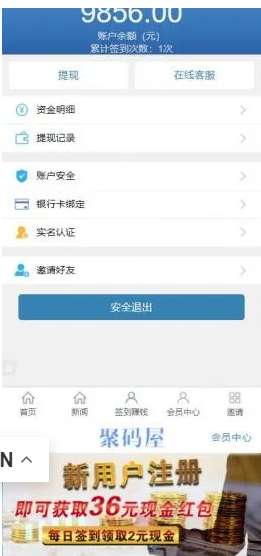 9856.00
账户余额（元）
累计签到次数：1次
提现
在线客服
资金明细
提现记录
账户安全
银行卡绑定
实名认证
邀请好友
安全退出
首页 新闻 签到赚钱 会员中心 邀请
聚码屋
会员中心
N
新用户注册
即可获取36元现金红包
每日签到领取2元现金